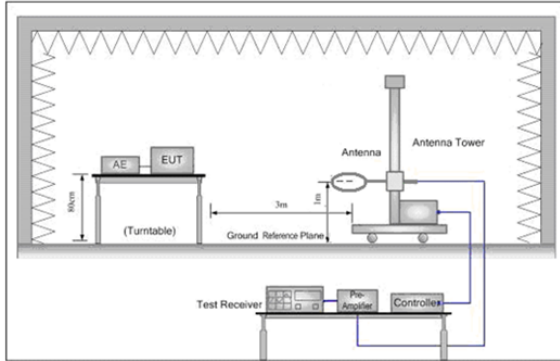 AE
EUT
80cm
(Turntable)
3m
Antenna
Antenna Tower
1m
Ground Reference Plane
Test Receiver
Pre-
Amplifier
Controller